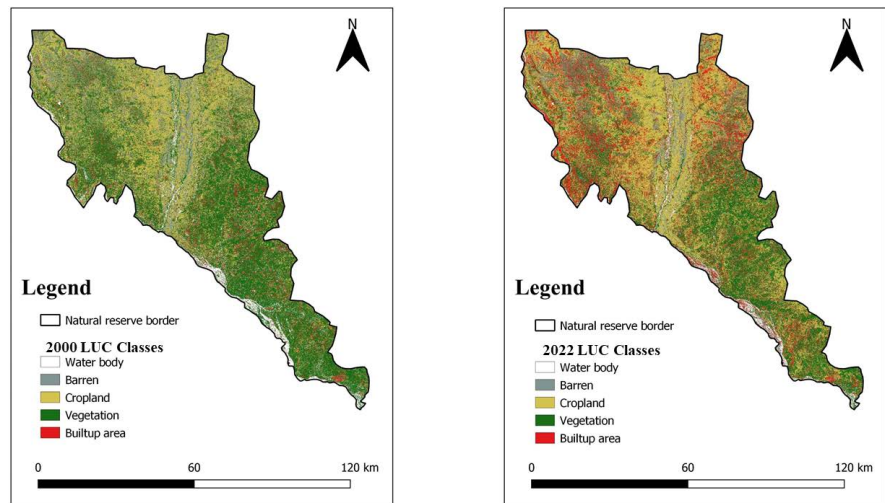 N
Legend
Natural reserve border
2000 LUC Classes
Water body
Barren
Cropland
Vegetation
Builtup area
0 60 120 km
N
Legend
Natural reserve border
2022 LUC Classes
Water body
Barren
Cropland
Vegetation
Builtup area
0 60 120 km